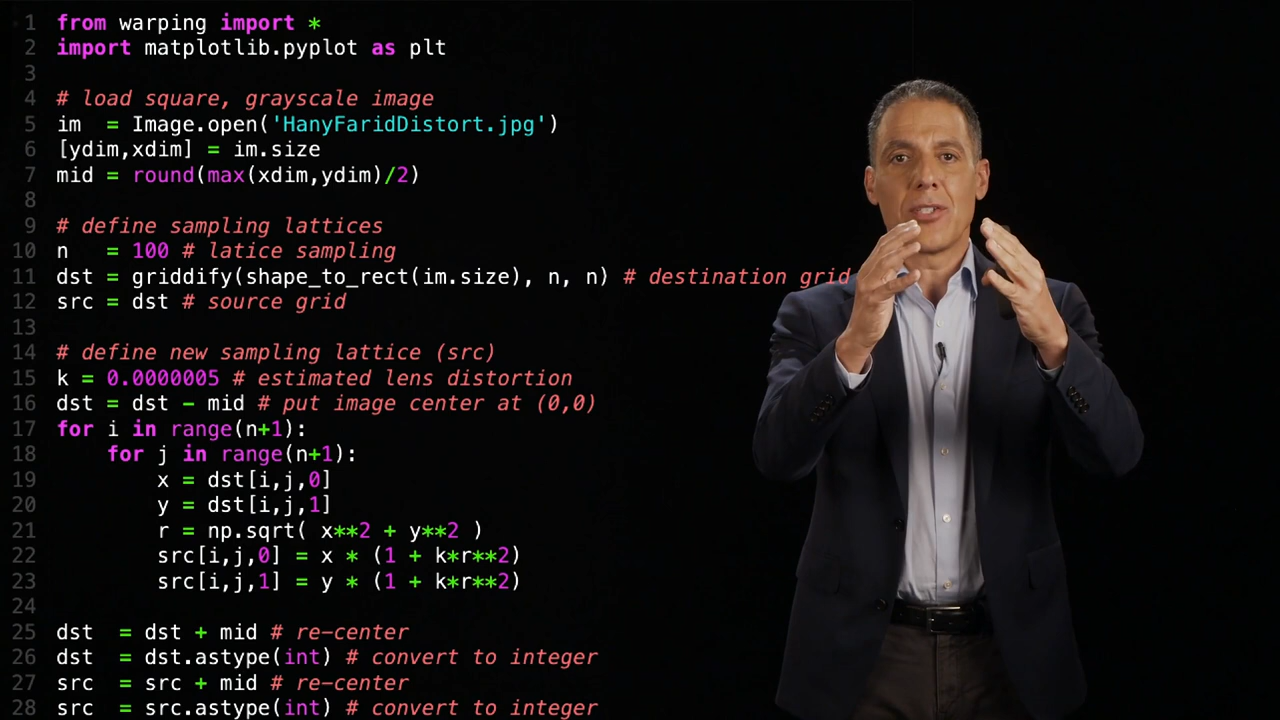 1 from warping import *
2 import matplotlib.pyplot as plt
3
4 # load square, grayscale image
5 im  = Image.open('HanyFaridDistort.jpg')
6 [ydim,xdim] = im.size
7 mid = round(max(xdim,ydim)/2)
8
9 # define sampling lattices
10 n   = 100 # latice sampling
11 dst = griddify(shape_to_rect(im.size), n, n) # destination grid
12 src = dst # source grid
13
14 # define new sampling lattice (src)
15 k = 0.0000005 # estimated lens distortion
16 dst = dst - mid # put image center at (0,0)
17 for i in range(n+1):
18     for j in range(n+1):
19         x = dst[i,j,0]
20         y = dst[i,j,1]
21         r = np.sqrt( x**2 + y**2 )
22         src[i,j,0] = x * (1 + k*r**2)
23         src[i,j,1] = y * (1 + k*r**2)
24
25 dst  = dst + mid # re-center
26 dst  = dst.astype(int) # convert to integer
27 src  = src + mid # re-center
28 src  = src.astype(int) # convert to integer